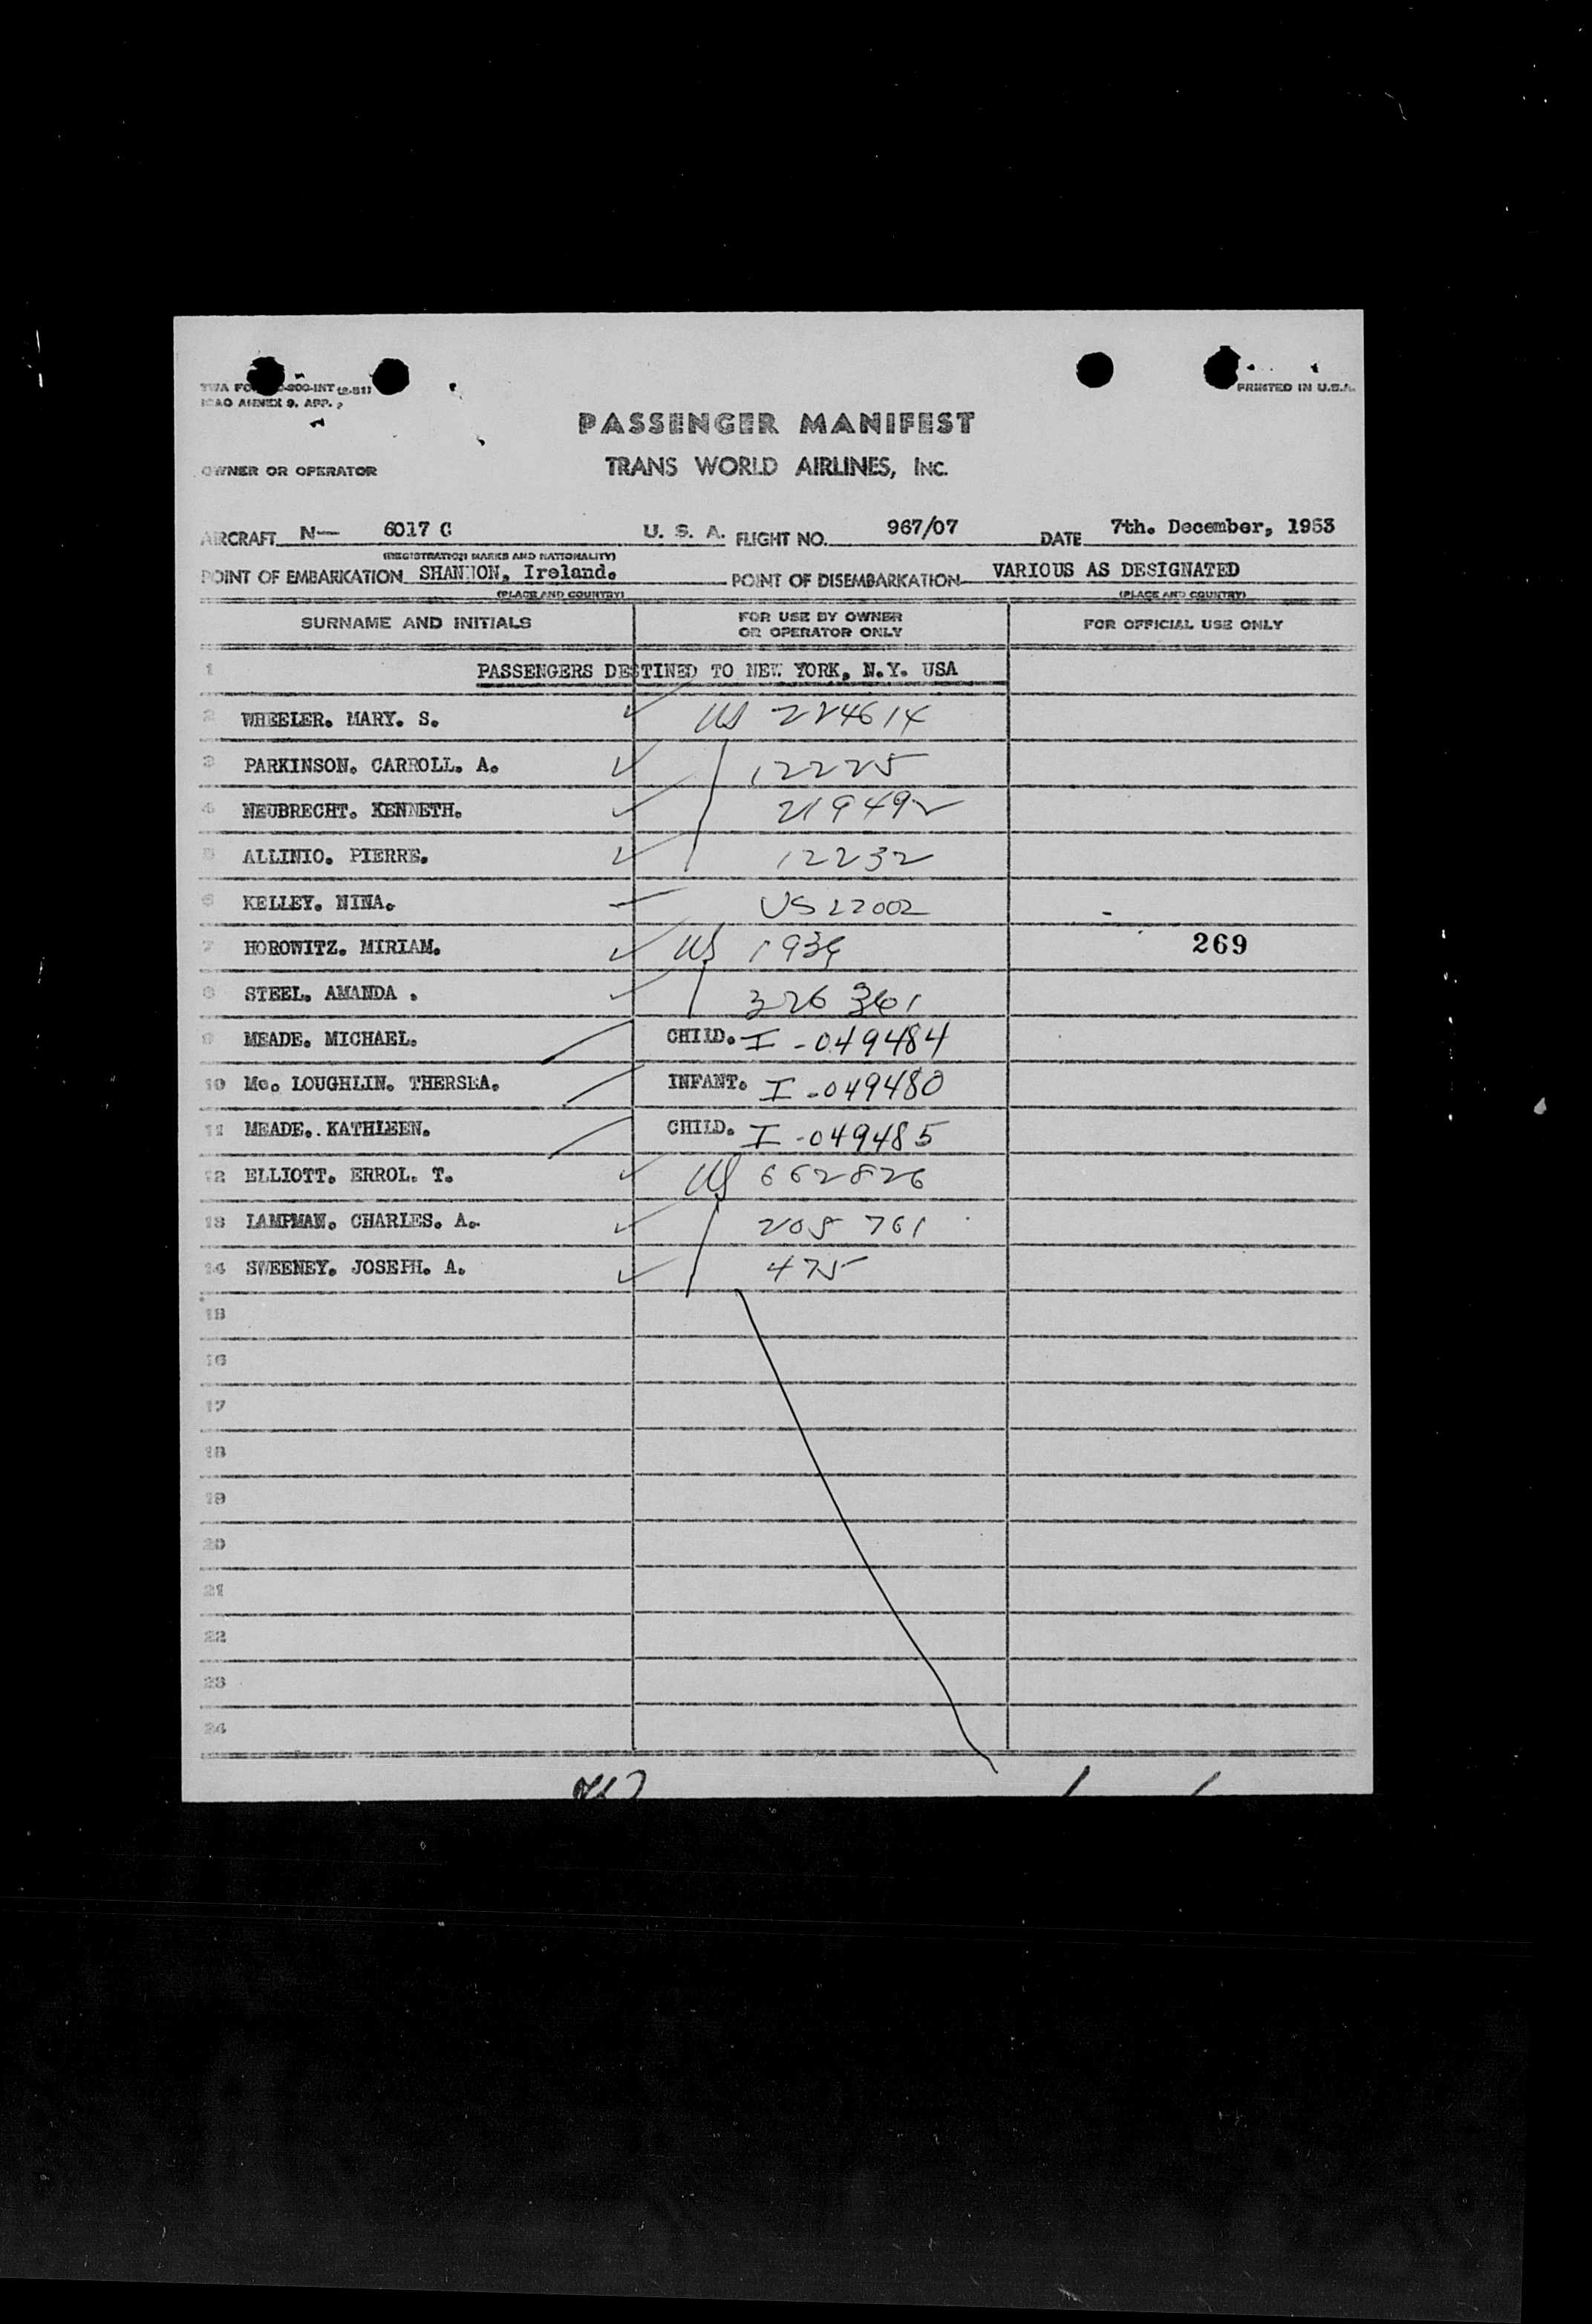 PRINTED IN U.S.A.
ICAO ANNEX 9, APP. 2
PASSENGER MANIFEST
OWNER OR OPERATOR TRANS WORLD AIRLINES, INC.
AIRCRAFT N— 6017 C U. S. A. FLIGHT NO. 967/07 DATE 7th. December, 1953
(REGISTRATION MARKS AND NATIONALITY)
POINT OF EMBARKATION SHANNON, Ireland. POINT OF DISEMBARKATION VARIOUS AS DESIGNATED
(PLACE AND COUNTRY) (PLACE AND COUNTRY)
SURNAME AND INITIALS FOR USE BY OWNER OR OPERATOR ONLY FOR OFFICIAL USE ONLY
1 PASSENGERS DESTINED TO NEW YORK, N.Y. USA
2 WHEELER. MARY. S. US 224614
3 PARKINSON. CARROLL. A. 12225
4 NEUBRECHT. KENNETH. 219492
5 ALLINIO. PIERRE. 12232
6 KELLEY. NINA. US 22002
7 HOROWITZ. MIRIAM. US 1939 269
8 STEEL. AMANDA . 326 361
9 MEADE. MICHAEL. CHILD. I-049484
10 Mc. LOUGHLIN. THERSEA. INFANT. I-049480
11 MEADE.. KATHLEEN. CHILD. I-049485
12 ELLIOTT. ERROL. T. US 662826
13 LAMPMAN. CHARLES. A. 205 761
14 SWEENEY. JOSEPH. A. 475
15
16
17
18
19
20
21
22
23
24